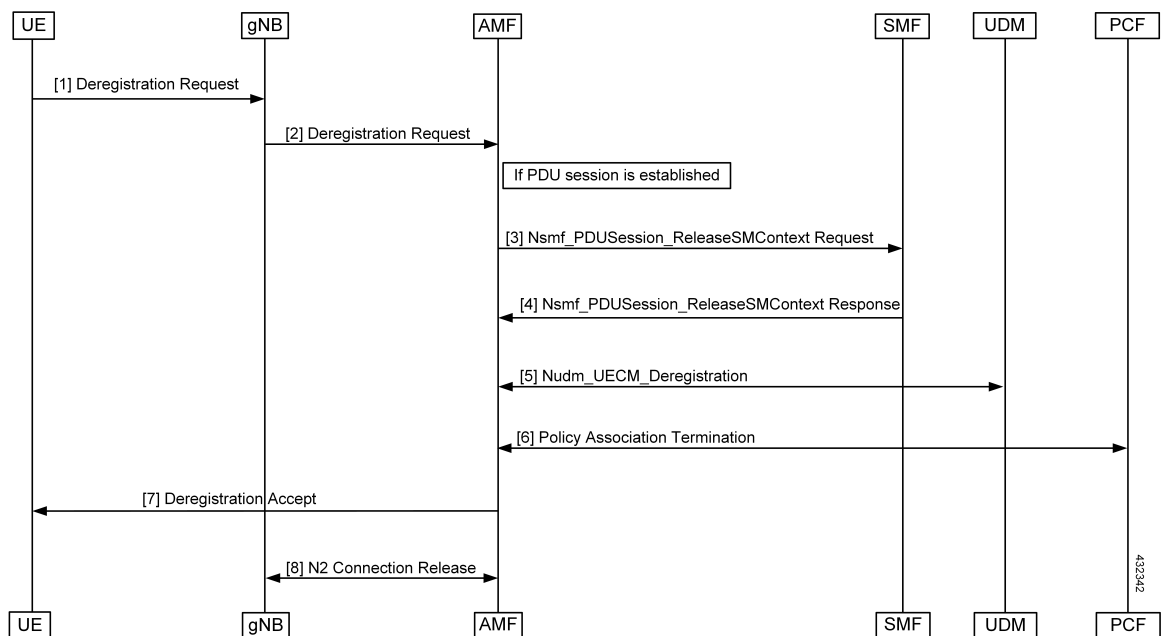 UE
gNB
AMF
SMF
UDM
PCF
[1] Deregistration Request
[2] Deregistration Request
If PDU session is established
[3] Nsmf_PDUSession_ReleaseSMContext Request
[4] Nsmf_PDUSession_ReleaseSMContext Response
[5] Nudm_UECM_Deregistration
[6] Policy Association Termination
[7] Deregistration Accept
[8] N2 Connection Release
432342
UE
gNB
AMF
SMF
UDM
PCF